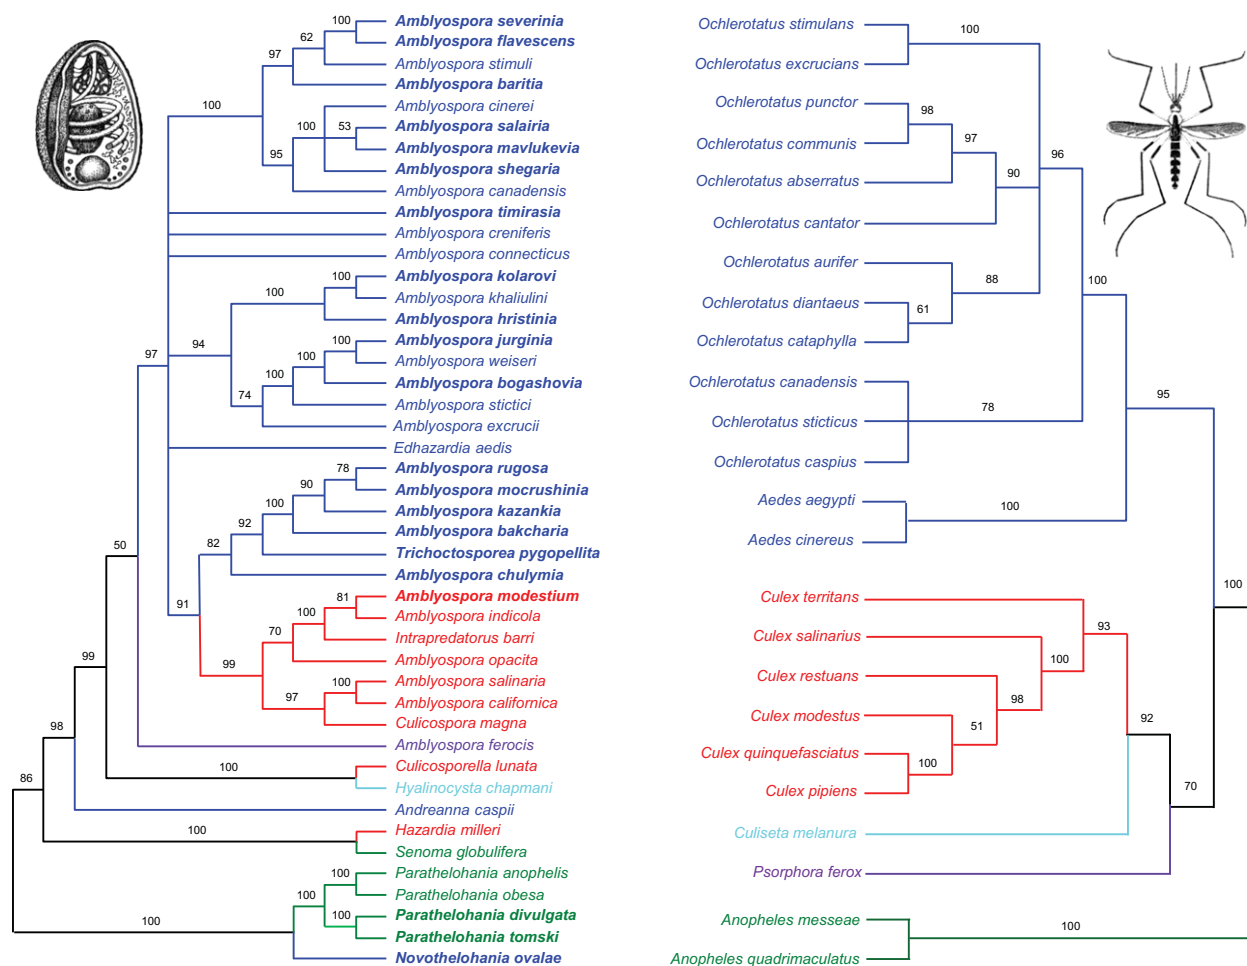 100
Amblyospora severinia
62
Amblyospora flavescens
97
Amblyospora stimuli
Amblyospora baritia
100
Amblyospora cinerei
100
53
Amblyospora salairia
Amblyospora mavlukevia
95
Amblyospora shegaria
Amblyospora canadensis
Amblyospora timirasia
Amblyospora creniferis
Amblyospora connecticus
100
Amblyospora kolarovi
100
Amblyospora khaliulini
Amblyospora hristinia
97
94
100
Amblyospora jurginia
100
Amblyospora weiseri
100
Amblyospora bogashovia
74
Amblyospora stictici
Amblyospora excrucii
Edhazardia aedis
78
Amblyospora rugosa
90
Amblyospora mocrushinia
100
Amblyospora kazankia
92
Amblyospora bakcharia
82
Trichoctosporea pygopellita
Amblyospora chulymia
91
81
Amblyospora modestium
100
Amblyospora indicola
70
Intrapredatorus barri
99
Amblyospora opacita
100
Amblyospora salinaria
97
Amblyospora californica
Culicospora magna
50
Amblyospora ferocis
99
100
Culicosporella lunata
Hyalinocysta chapmani
98
Andreanna caspii
86
100
Hazardia milleri
Senoma globulifera
100
Parathelohania anophelis
100
Parathelohania obesa
100
Parathelohania divulgata
100
Parathelohania tomski
Novothelohania ovalae
Ochlerotatus stimulans
100
Ochlerotatus excrucians
Ochlerotatus punctor
98
Ochlerotatus communis
97
Ochlerotatus abserratus
90
96
Ochlerotatus cantator
Ochlerotatus aurifer
88
100
Ochlerotatus diantaeus
61
Ochlerotatus cataphylla
Ochlerotatus canadensis
78
95
Ochlerotatus sticticus
Ochlerotatus caspius
Aedes aegypti
100
Aedes cinereus
100
Culex territans
93
Culex salinarius
100
Culex restuans
98
Culex modestus
51
92
Culex quinquefasciatus
100
Culex pipiens
70
Culiseta melanura
Psorophora ferox
Anopheles messeae
100
Anopheles quadrimaculatus